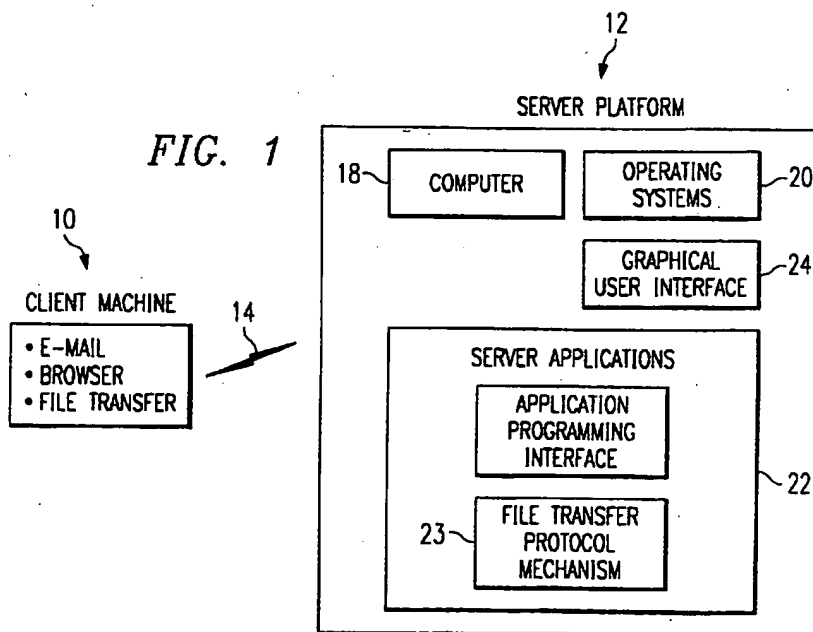 12
SERVER PLATFORM
FIG. 1
18
COMPUTER
OPERATING
SYSTEMS
20
10
GRAPHICAL
USER INTERFACE
24
CLIENT MACHINE
14
• E-MAIL
• BROWSER
• FILE TRANSFER
SERVER APPLICATIONS
APPLICATION
PROGRAMMING
INTERFACE
22
23
FILE TRANSFER
PROTOCOL
MECHANISM